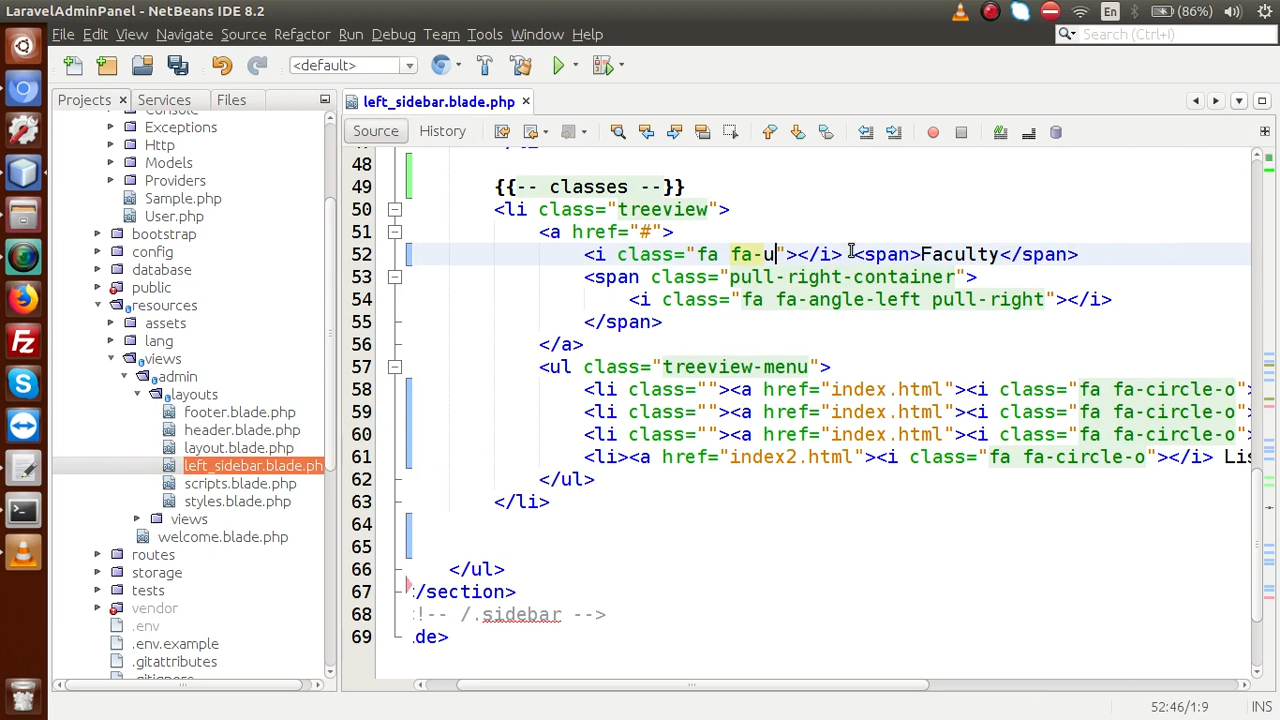 LaravelAdminPanel - NetBeans IDE 8.2
En
(86%)
File Edit View Navigate Source Refactor Run Debug Team Tools Window Help
<default>
Search (Ctrl+I)
Projects
Services
Files
left_sidebar.blade.php
Source
History
Console
Exceptions
Http
Models
Providers
Sample.php
User.php
bootstrap
config
database
public
resources
assets
lang
views
admin
layouts
footer.blade.php
header.blade.php
layout.blade.php
left_sidebar.blade.ph
scripts.blade.php
styles.blade.php
views
welcome.blade.php
routes
storage
tests
vendor
.env
.env.example
.gitattributes
.gitignore
48
49 {{-- classes --}}
50 <li class="treeview">
51 <a href="#">
52 <i class="fa fa-u"></i> <span>Faculty</span>
53 <span class="pull-right-container">
54 <i class="fa fa-angle-left pull-right"></i>
55 </span>
56 </a>
57 <ul class="treeview-menu">
58 <li class=""><a href="index.html"><i class="fa fa-circle-o">
59 <li class=""><a href="index.html"><i class="fa fa-circle-o">
60 <li class=""><a href="index.html"><i class="fa fa-circle-o">
61 <li><a href="index2.html"><i class="fa fa-circle-o"></i> Lis
62 </ul>
63 </li>
64
65
66 </ul>
67 /section>
68 !-- /.sidebar -->
69 de>
52:46/1:9
INS